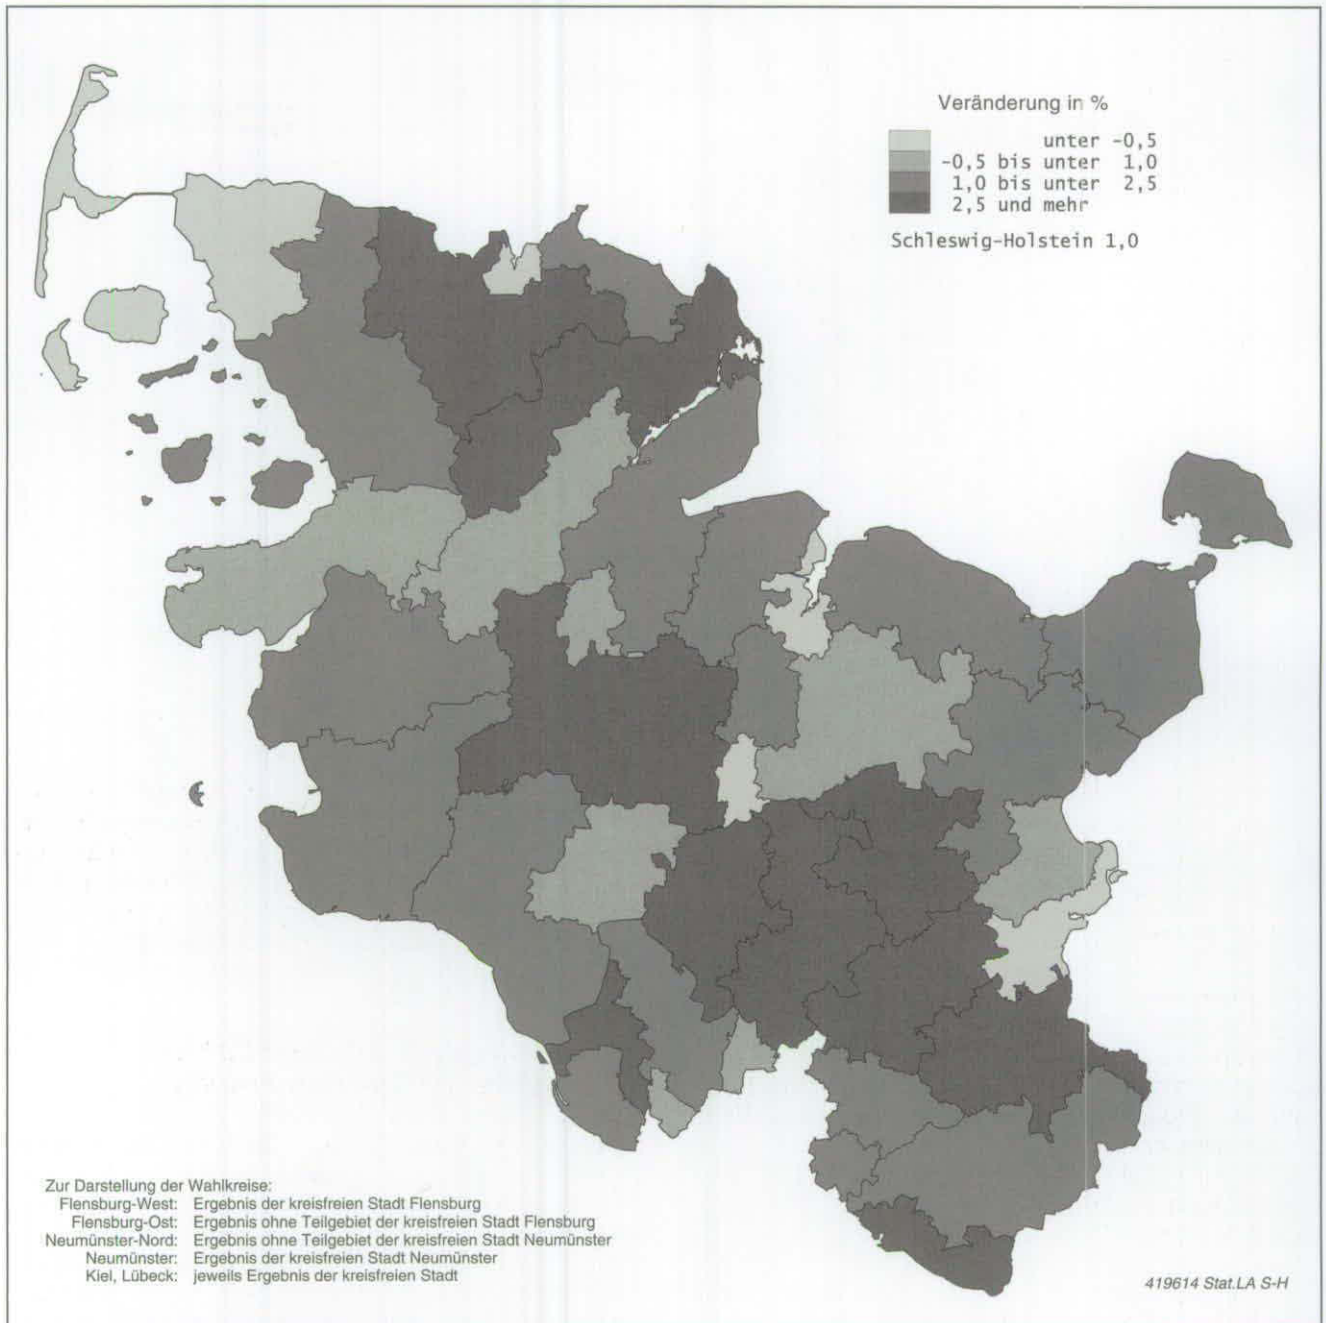 Veränderung in %
unter -0,5
-0,5 bis unter 1,0
1,0 bis unter 2,5
2,5 und mehr
Schleswig-Holstein 1,0
Zur Darstellung der Wahlkreise:
Flensburg-West: Ergebnis der kreisfreien Stadt Flensburg
Flensburg-Ost: Ergebnis ohne Teilgebiet der kreisfreien Stadt Flensburg
Neumünster-Nord: Ergebnis ohne Teilgebiet der kreisfreien Stadt Neumünster
Neumünster: Ergebnis der kreisfreien Stadt Neumünster
Kiel, Lübeck: jeweils Ergebnis der kreisfreien Stadt
419614 Stat.LA S-H